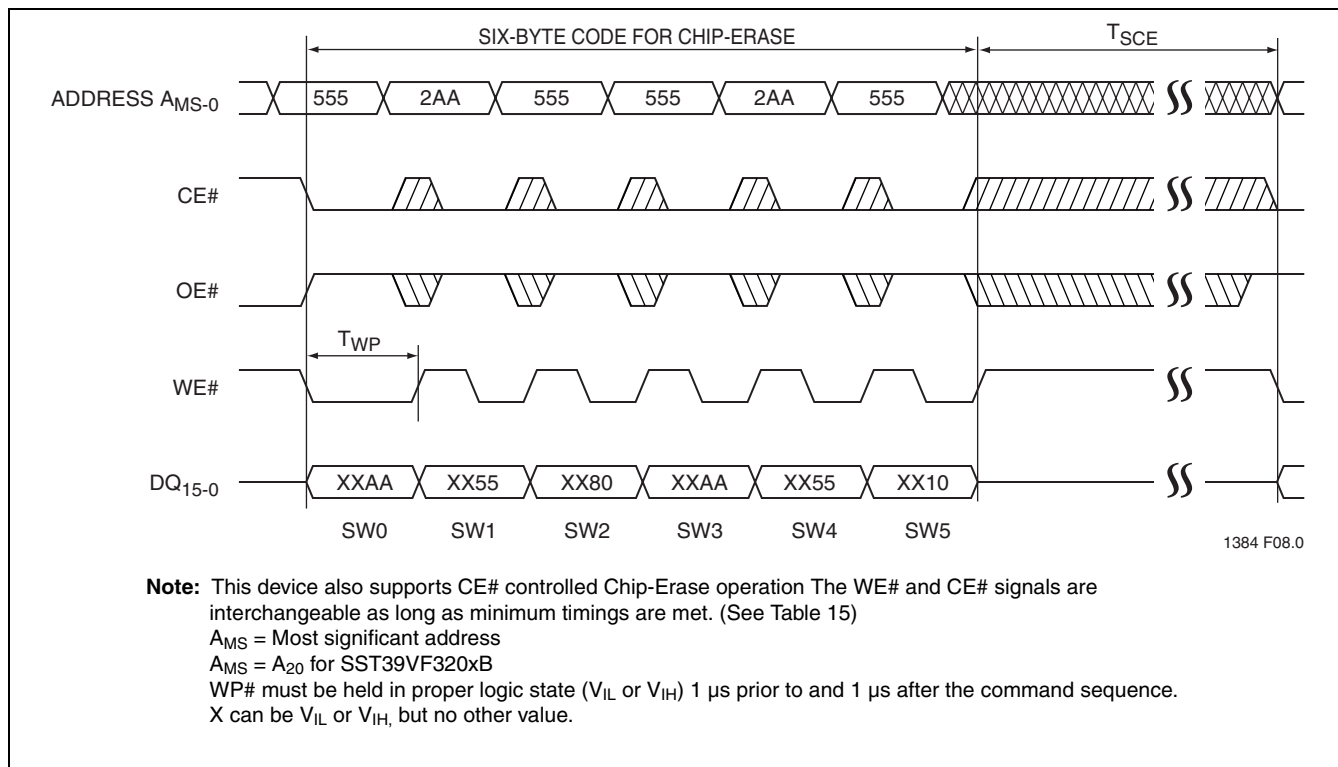 SIX-BYTE CODE FOR CHIP-ERASE
TSCE
ADDRESS AMS-0
555 2AA 555 555 2AA 555
CE#
OE#
TWP
WE#
DQ15-0
XXAA XX55 XX80 XXAA XX55 XX10
SW0 SW1 SW2 SW3 SW4 SW5
1384 F08.0
Note: This device also supports CE# controlled Chip-Erase operation The WE# and CE# signals are
interchangeable as long as minimum timings are met. (See Table 15)
AMS = Most significant address
AMS = A20 for SST39VF320xB
WP# must be held in proper logic state (VIL or VIH) 1 µs prior to and 1 µs after the command sequence.
X can be VIL or VIH, but no other value.